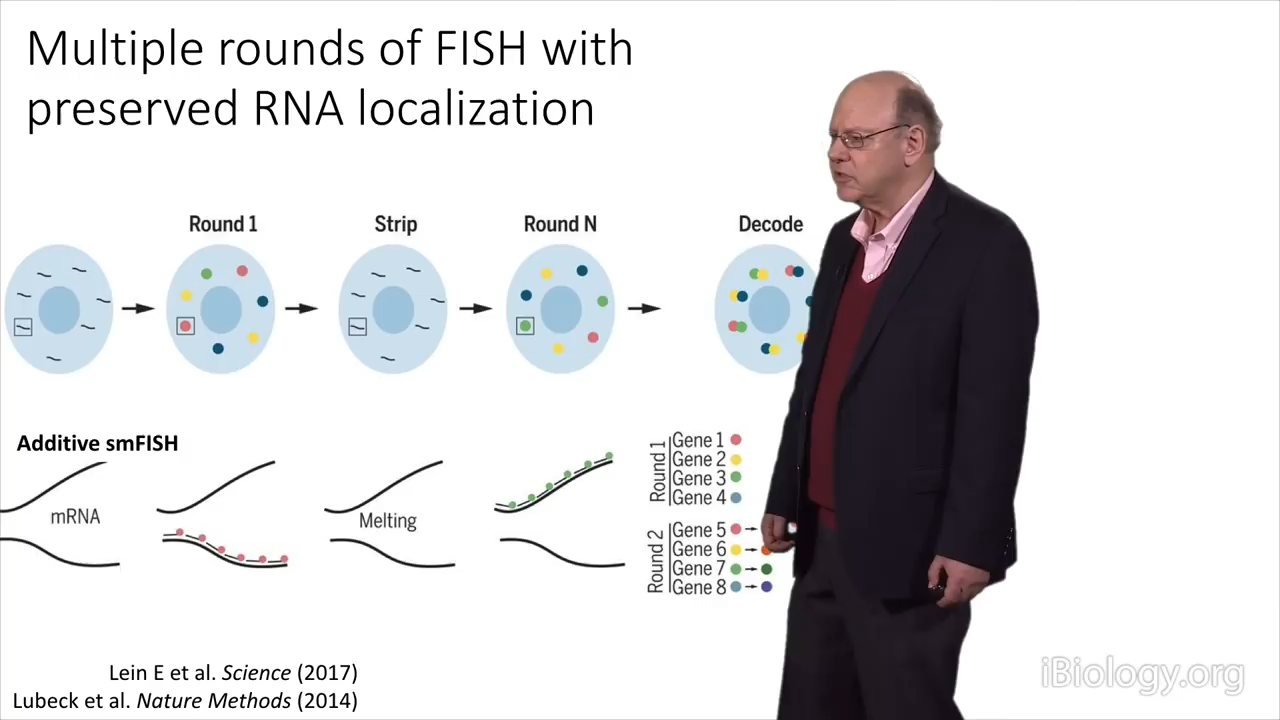 Multiple rounds of FISH with
preserved RNA localization
Round 1
Strip
Round N
Decode
Additive smFISH
mRNA
Melting
Round 1
Gene 1
Gene 2
Gene 3
Gene 4
Round 2
Gene 5
Gene 6
Gene 7
Gene 8
Lein E et al. Science (2017)
Lubeck et al. Nature Methods (2014)
iBiology.org